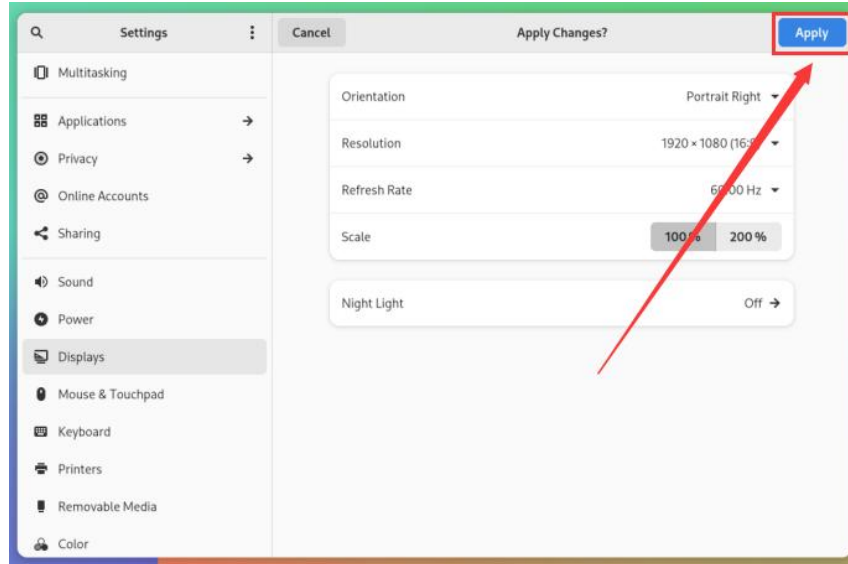 Settings
Cancel
Apply Changes?
Apply
Multitasking
Applications
Privacy
Online Accounts
Sharing
Sound
Power
Displays
Mouse & Touchpad
Keyboard
Printers
Removable Media
Color
Orientation
Portrait Right
Resolution
1920 × 1080
Refresh Rate
Hz
Scale
100 %
200 %
Night Light
Off